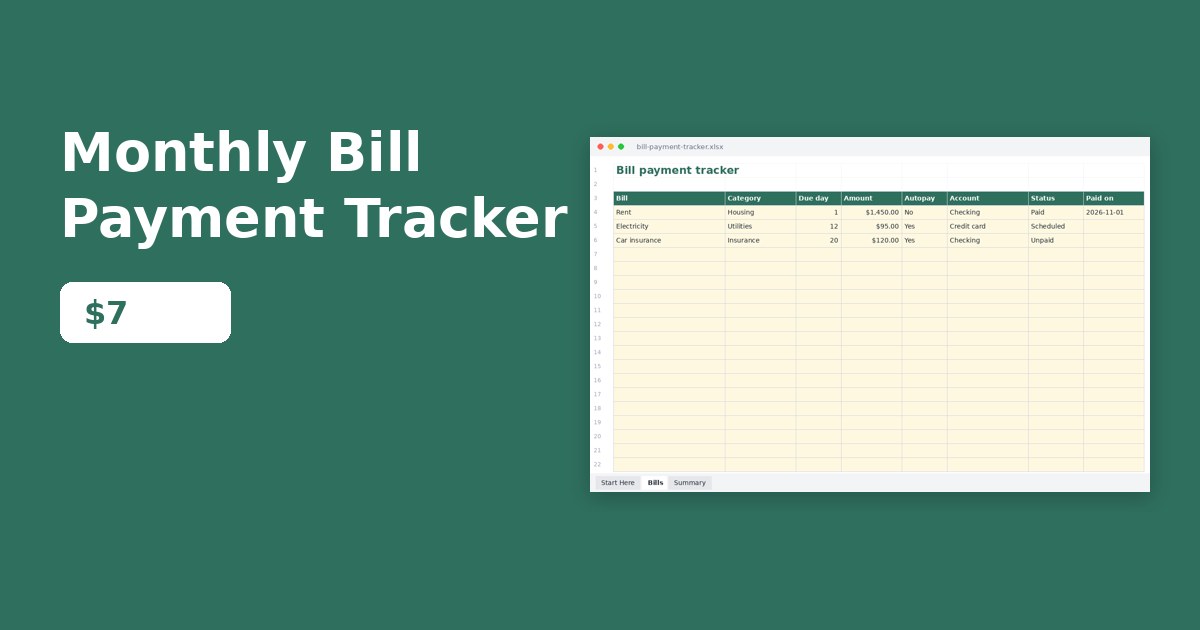 Monthly Bill
Payment Tracker
$7
bill-payment-tracker.xlsx
1 Bill payment tracker
2
3 Bill Category Due day Amount Autopay Account Status Paid on
4 Rent Housing 1 $1,450.00 No Checking Paid 2026-11-01
5 Electricity Utilities 12 $95.00 Yes Credit card Scheduled
6 Car insurance Insurance 20 $120.00 Yes Checking Unpaid
7
8
9
10
11
12
13
14
15
16
17
18
19
20
21
22
Start Here Bills Summary